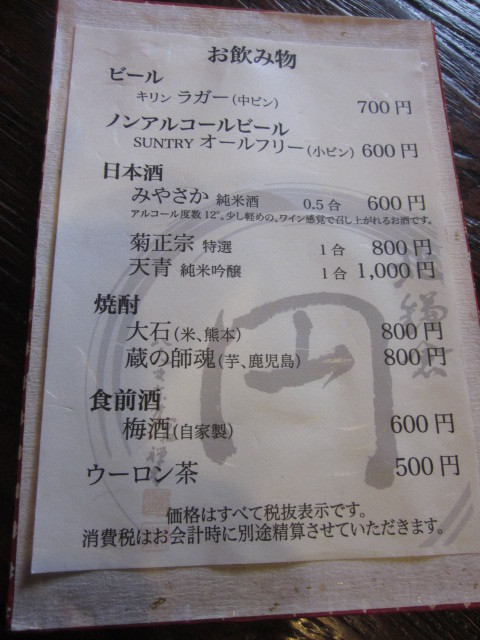 お飲み物
ビール
キリン ラガー(中ビン) 700円
ノンアルコールビール
SUNTRY オールフリー(小ビン) 600円
日本酒
みやさか 純米酒 0.5合 600円
アルコール度数12°。少し軽めの、ワイン感覚で召し上がれるお酒です。
菊正宗 特選 1合 800円
天青 純米吟醸 1合 1,000円
焼酎
大石(米、熊本) 800円
蔵の師魂(芋、鹿児島) 800円
食前酒
梅酒(自家製) 600円
ウーロン茶 500円
価格はすべて税抜表示です。
消費税はお会計時に別途精算させていただきます。
鎌倉
円